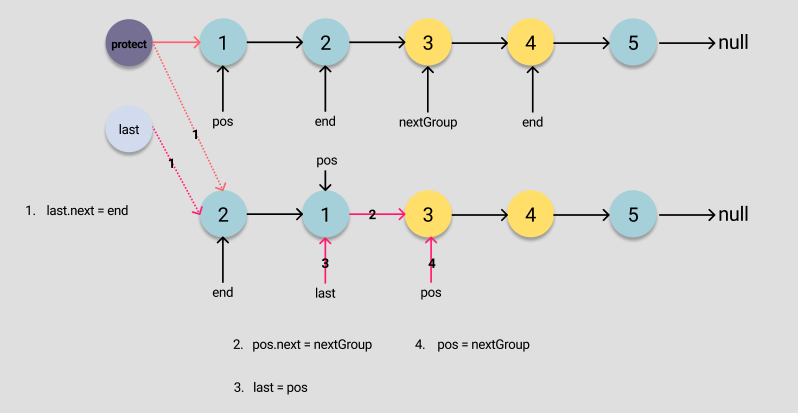 protect 1 2 3 4 5 null
pos end nextGroup end
last
1
1
pos
1. last.next = end
2 1 2 3 4 5 null
3 4
end last pos
2. pos.next = nextGroup 4. pos = nextGroup
3. last = pos